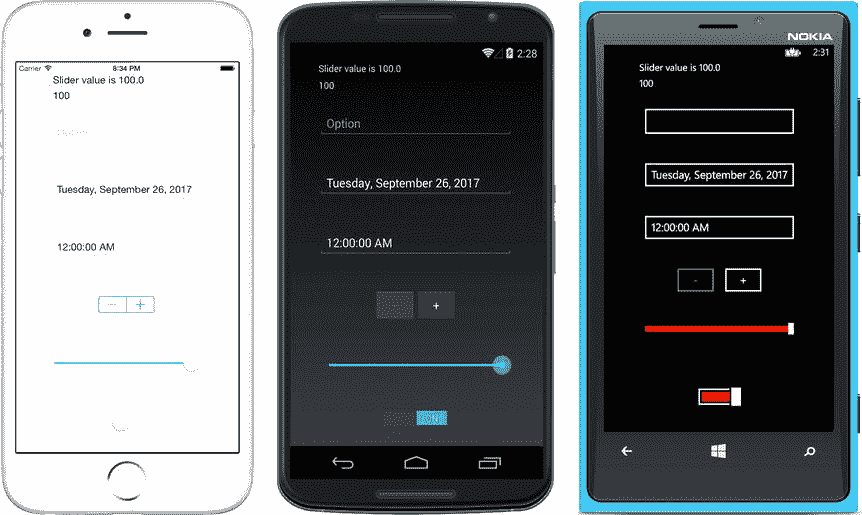 Carrier 8:34 PM
Slider value is 100.0
100
Tuesday, September 26, 2017
12:00:00 AM
- +
2:28
Slider value is 100.0
100
Option
Tuesday, September 26, 2017
12:00:00 AM
+
NOKIA
2:31
Slider value is 100.0
100
Tuesday, September 26, 2017
12:00:00 AM
- +